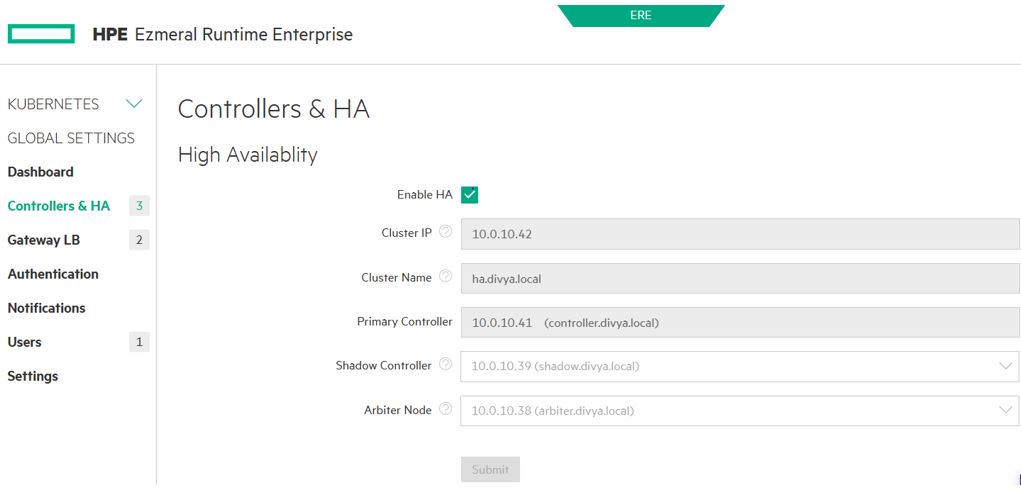 ERE
HPE Ezmeral Runtime Enterprise
KUBERNETES
GLOBAL SETTINGS
Dashboard
Controllers & HA 3
Gateway LB 2
Authentication
Notifications
Users 1
Settings
Controllers & HA
High Availablity
Enable HA
Cluster IP ? 10.0.10.42
Cluster Name ? ha.divya.local
Primary Controller 10.0.10.41 (controller.divya.local)
Shadow Controller ? 10.0.10.39 (shadow.divya.local)
Arbiter Node ? 10.0.10.38 (arbiter.divya.local)
Submit